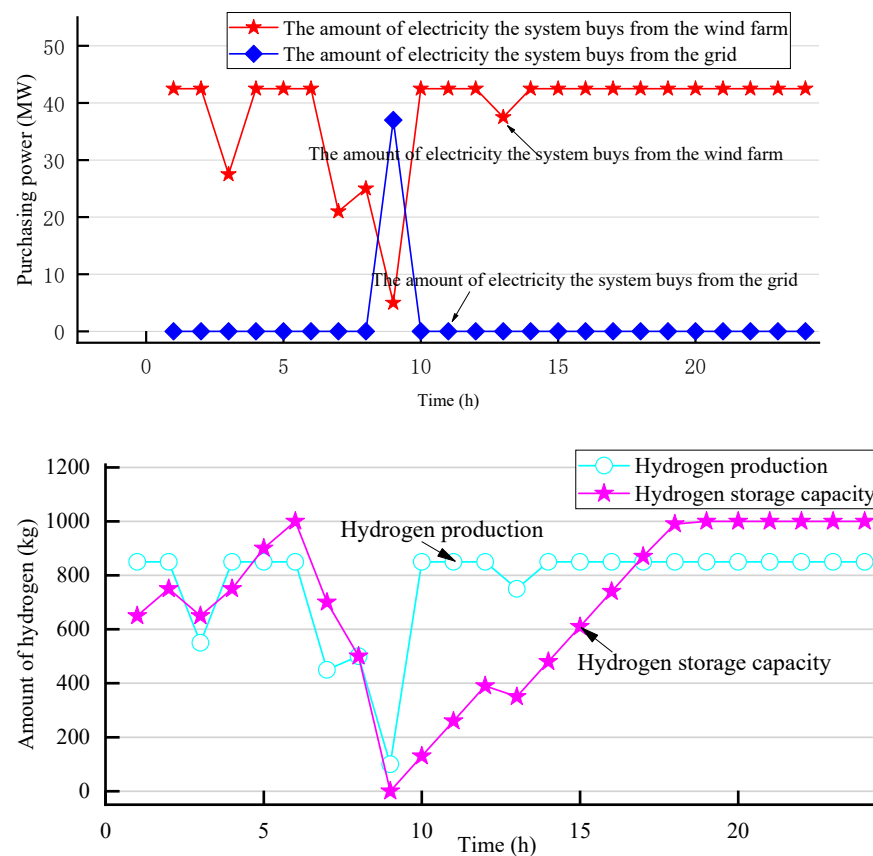 The amount of electricity the system buys from the wind farm
The amount of electricity the system buys from the grid
50
40
30
20
10
0
Purchasing power (MW)
The amount of electricity the system buys from the wind farm
The amount of electricity the system buys from the grid
0 5 10 15 20
Time (h)
Hydrogen production
Hydrogen storage capacity
1200
1000
800
600
400
200
0
Amount of hydrogen (kg)
Hydrogen production
Hydrogen storage capacity
0 5 10 15 20
Time (h)